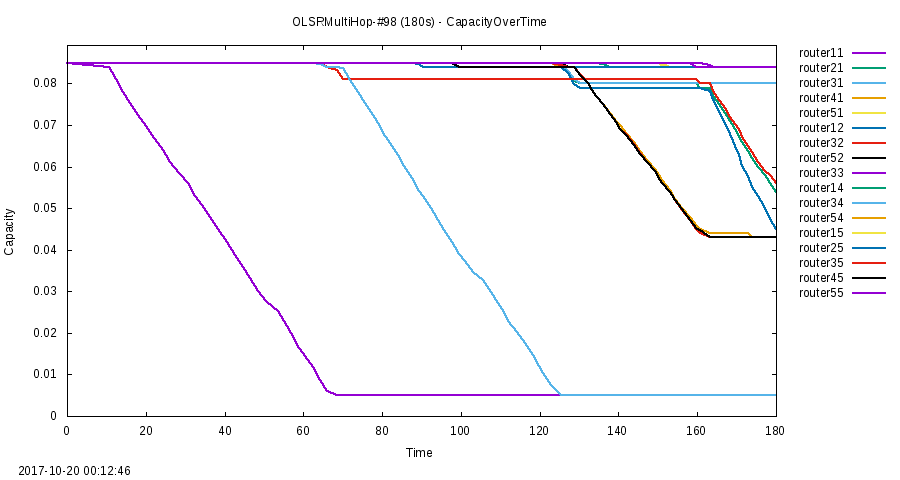 OLSRMultiHop-#98 (180s) - CapacityOverTime
router11
router21
router31
router41
router51
router12
router32
router52
router33
router14
router34
router54
router15
router25
router35
router45
router55
Capacity
0.08
0.07
0.06
0.05
0.04
0.03
0.02
0.01
0
0 20 40 60 80 100 120 140 160 180
Time
2017-10-20 00:12:46